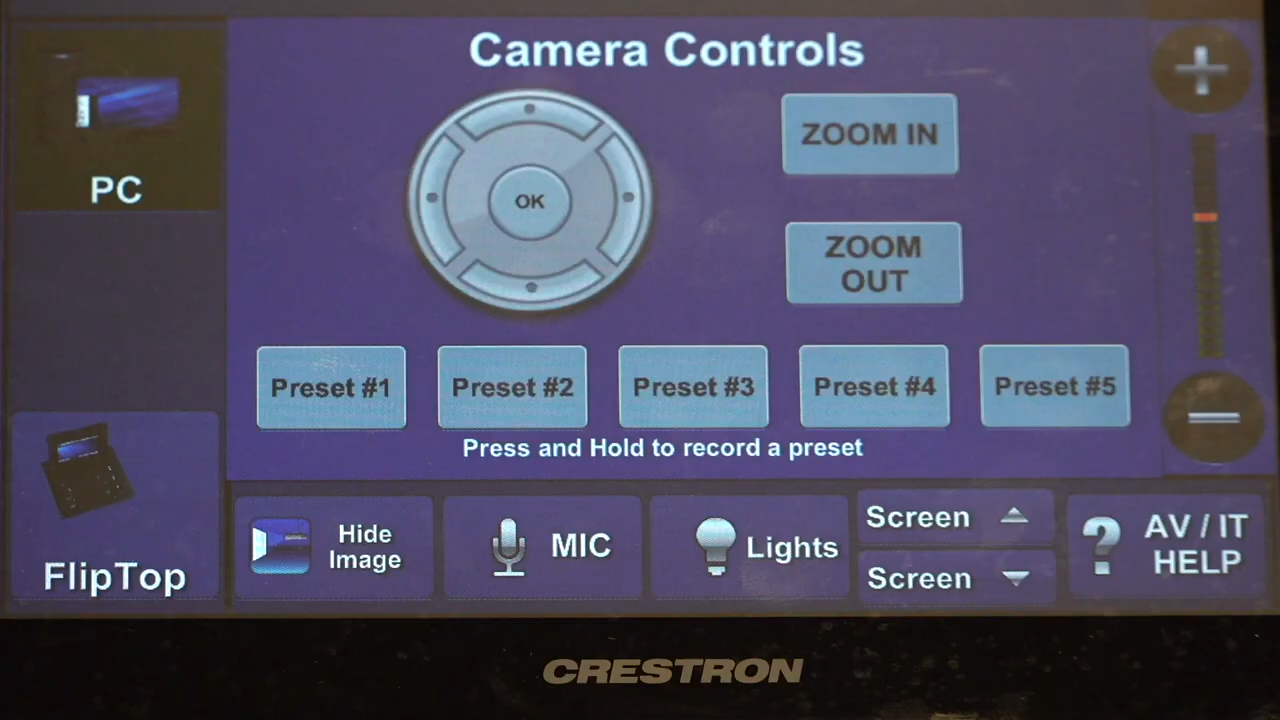 Camera Controls
PC
ZOOM IN
OK
ZOOM
OUT
Preset #1
Preset #2
Preset #3
Preset #4
Preset #5
Press and Hold to record a preset
FlipTop
Hide
Image
MIC
Lights
Screen
Screen
AV / IT
HELP
CRESTRON